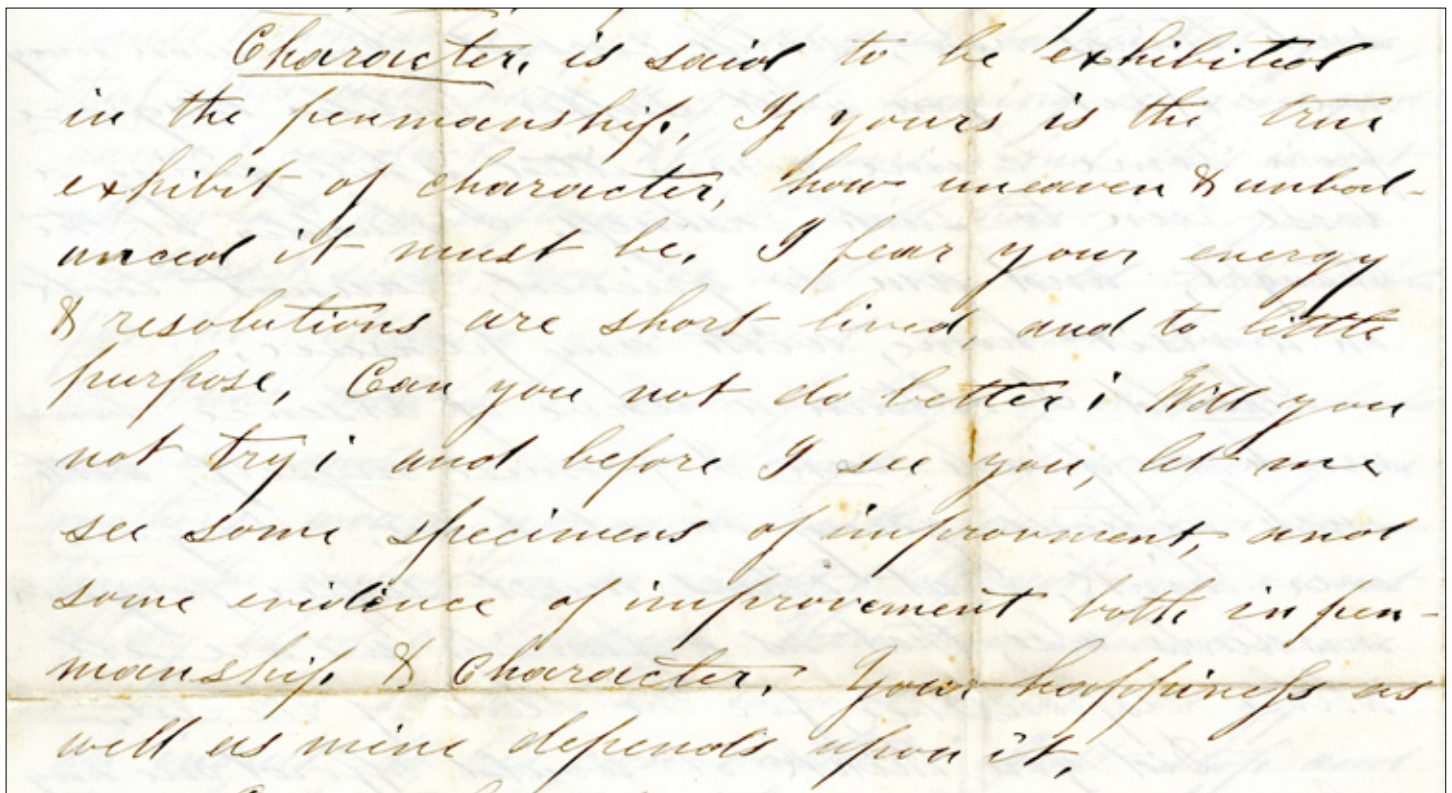 Character, is said to be exhibited
in the penmanship, If yours is the true
exhibit of character, how uneaven & unbal-
anced it must be. I fear your energy
& resolutions are short lived, and to little
purpose, Can you not do better; Will you
not try; and before I see you, let me
see some specimens of improvment, and
some evidence of improvement both in pen-
manship & character. Your happiness as
well as mine depends upon it,